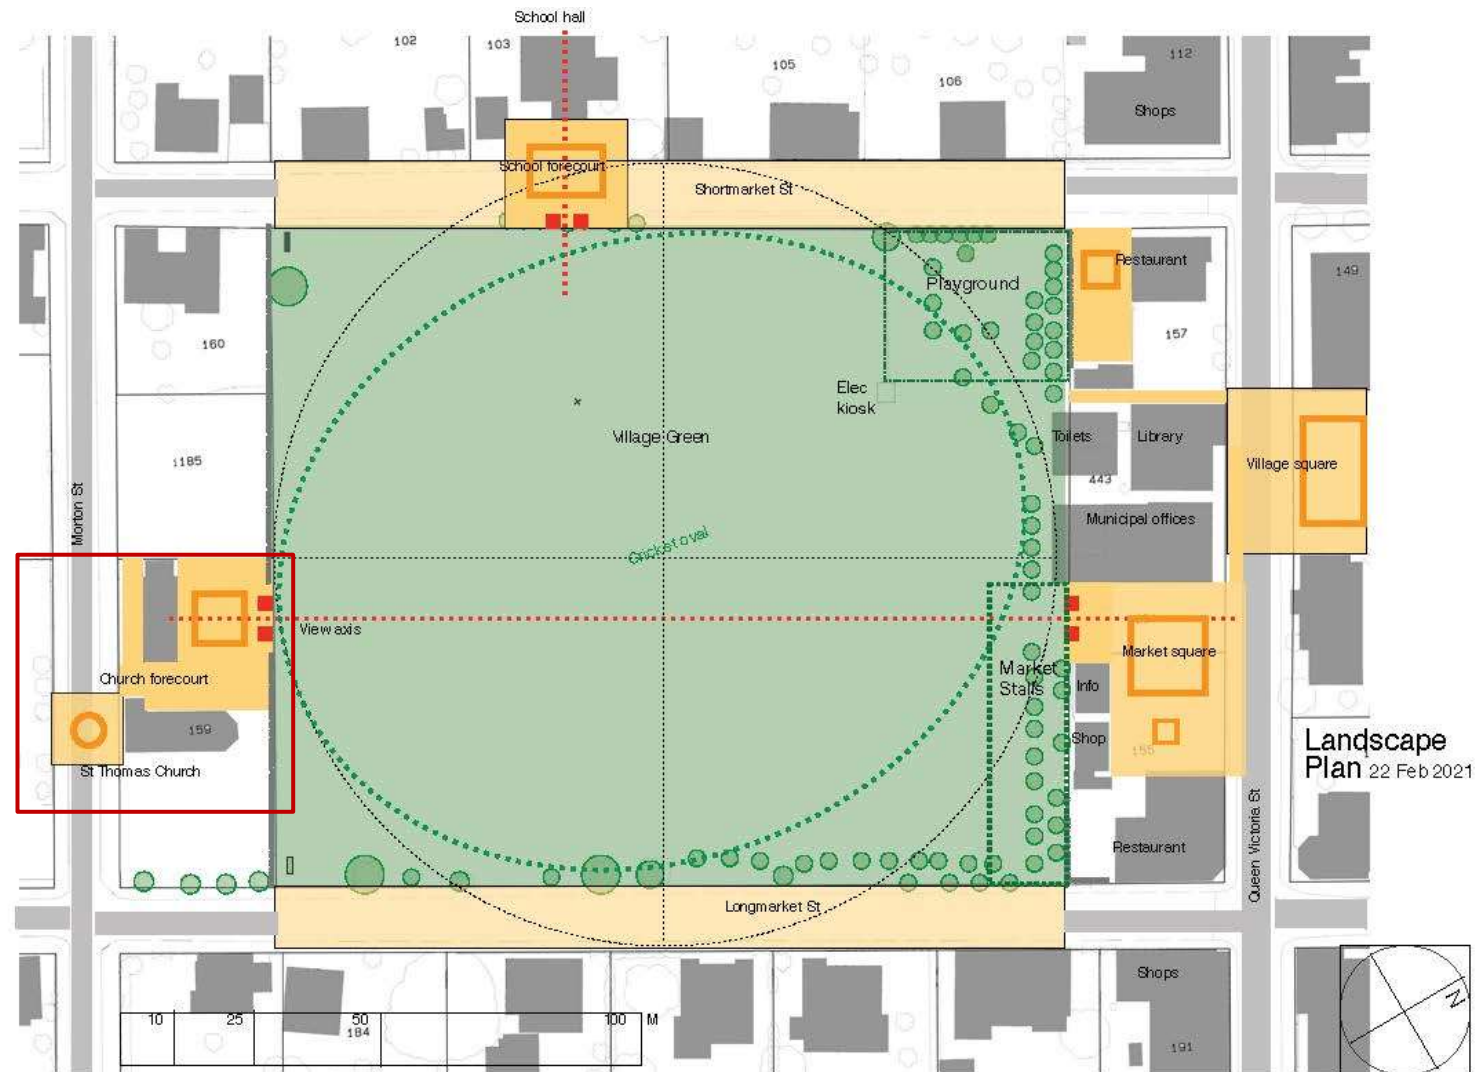 School hall
102
103
105
106
112
Shops
School forecourt
Shortmarket St
Restaurant
149
Playground
157
160
Elec
kiosk
Village Green
Toilets
Library
Village square
1185
443
Morton St
Municipal offices
Cricket oval
View axis
Market square
Church forecourt
Market
Stalls
Info
159
Shop
155
Landscape
Plan 22 Feb 2021
St Thomas Church
Queen Victoria St
Restaurant
Longmarket St
Shops
N
10 25 50 100 M
184
191